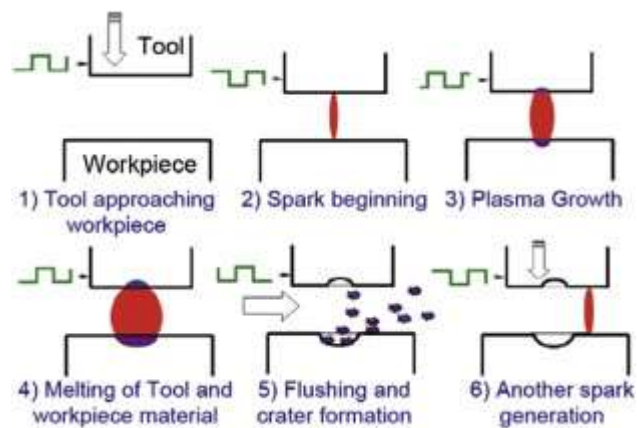 Tool
Workpiece
1) Tool approaching
workpiece
2) Spark beginning
3) Plasma Growth
4) Melting of Tool and
workpiece material
5) Flushing and
crater formation
6) Another spark
generation